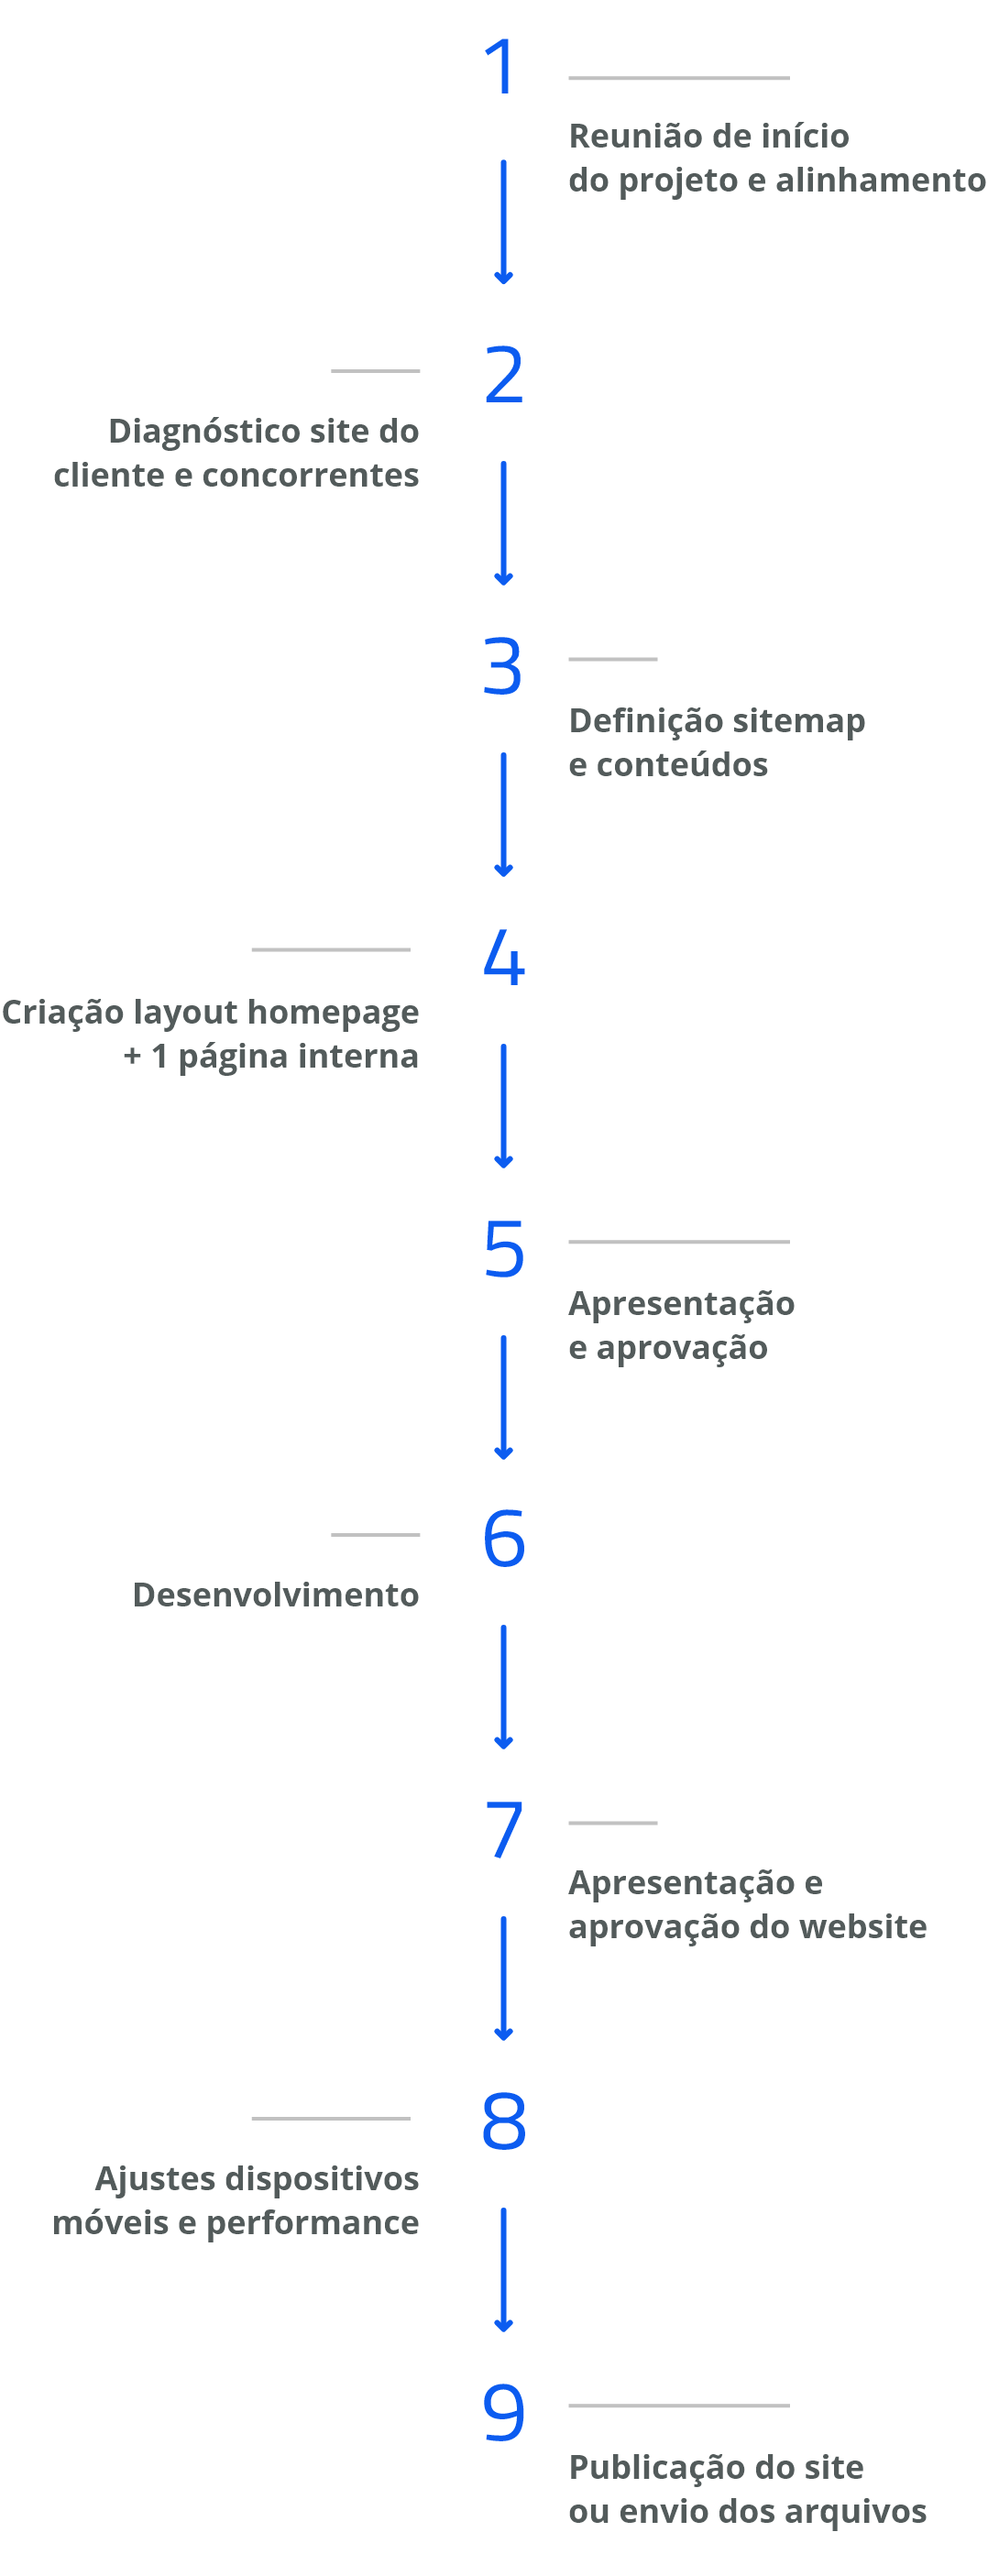 1
Reunião de início
do projeto e alinhamento
2
Diagnóstico site do
cliente e concorrentes
3
Definição sitemap
e conteúdos
4
Criação layout homepage
+ 1 página interna
5
Apresentação
e aprovação
6
Desenvolvimento
7
Apresentação e
aprovação do website
8
Ajustes dispositivos
móveis e performance
9
Publicação do site
ou envio dos arquivos